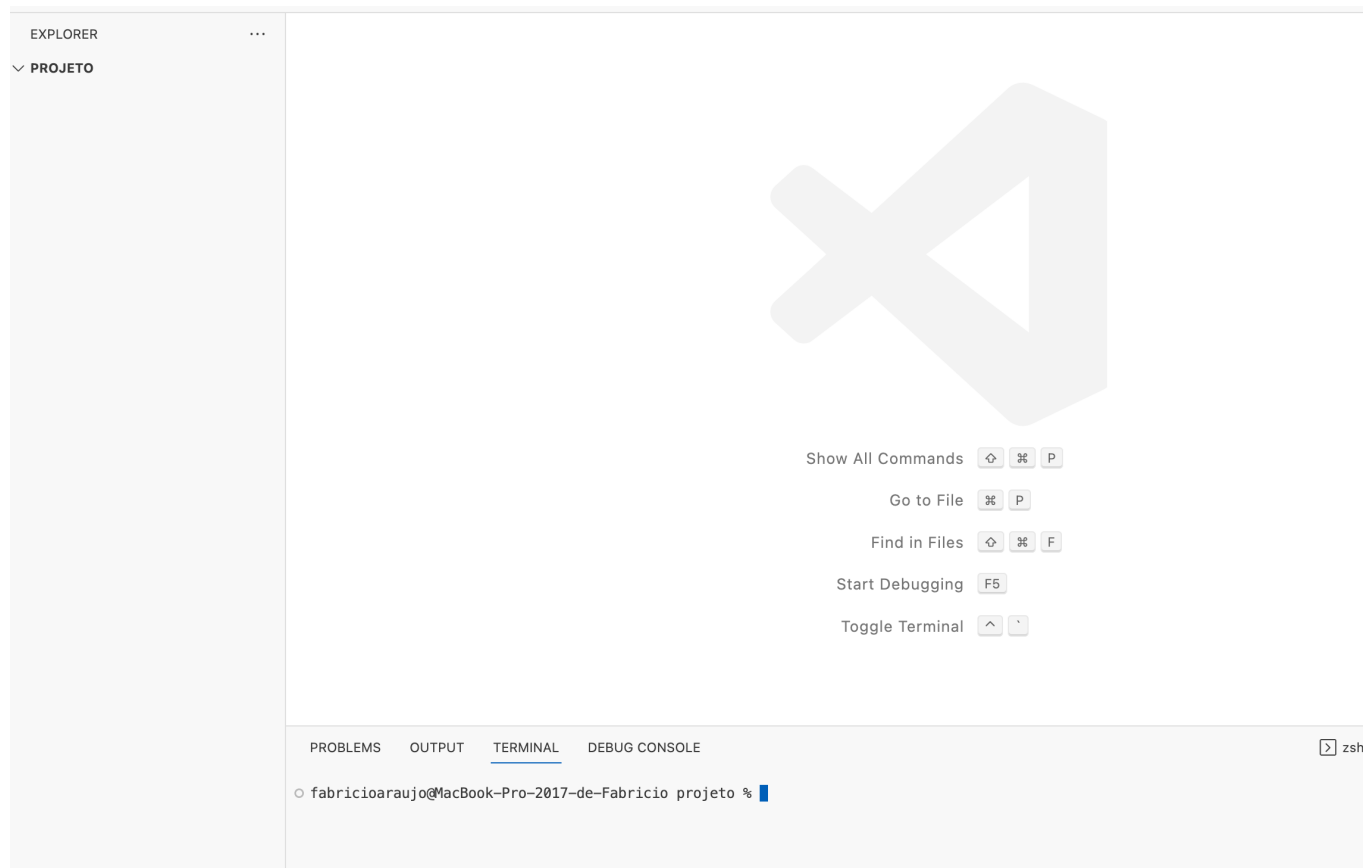 EXPLORER ···
PROJETO
Show All Commands ⇧ ⌘ P
Go to File ⌘ P
Find in Files ⇧ ⌘ F
Start Debugging F5
Toggle Terminal ^ `
PROBLEMS OUTPUT TERMINAL DEBUG CONSOLE zsh
fabricioaraujo@MacBook-Pro-2017-de-Fabricio projeto %